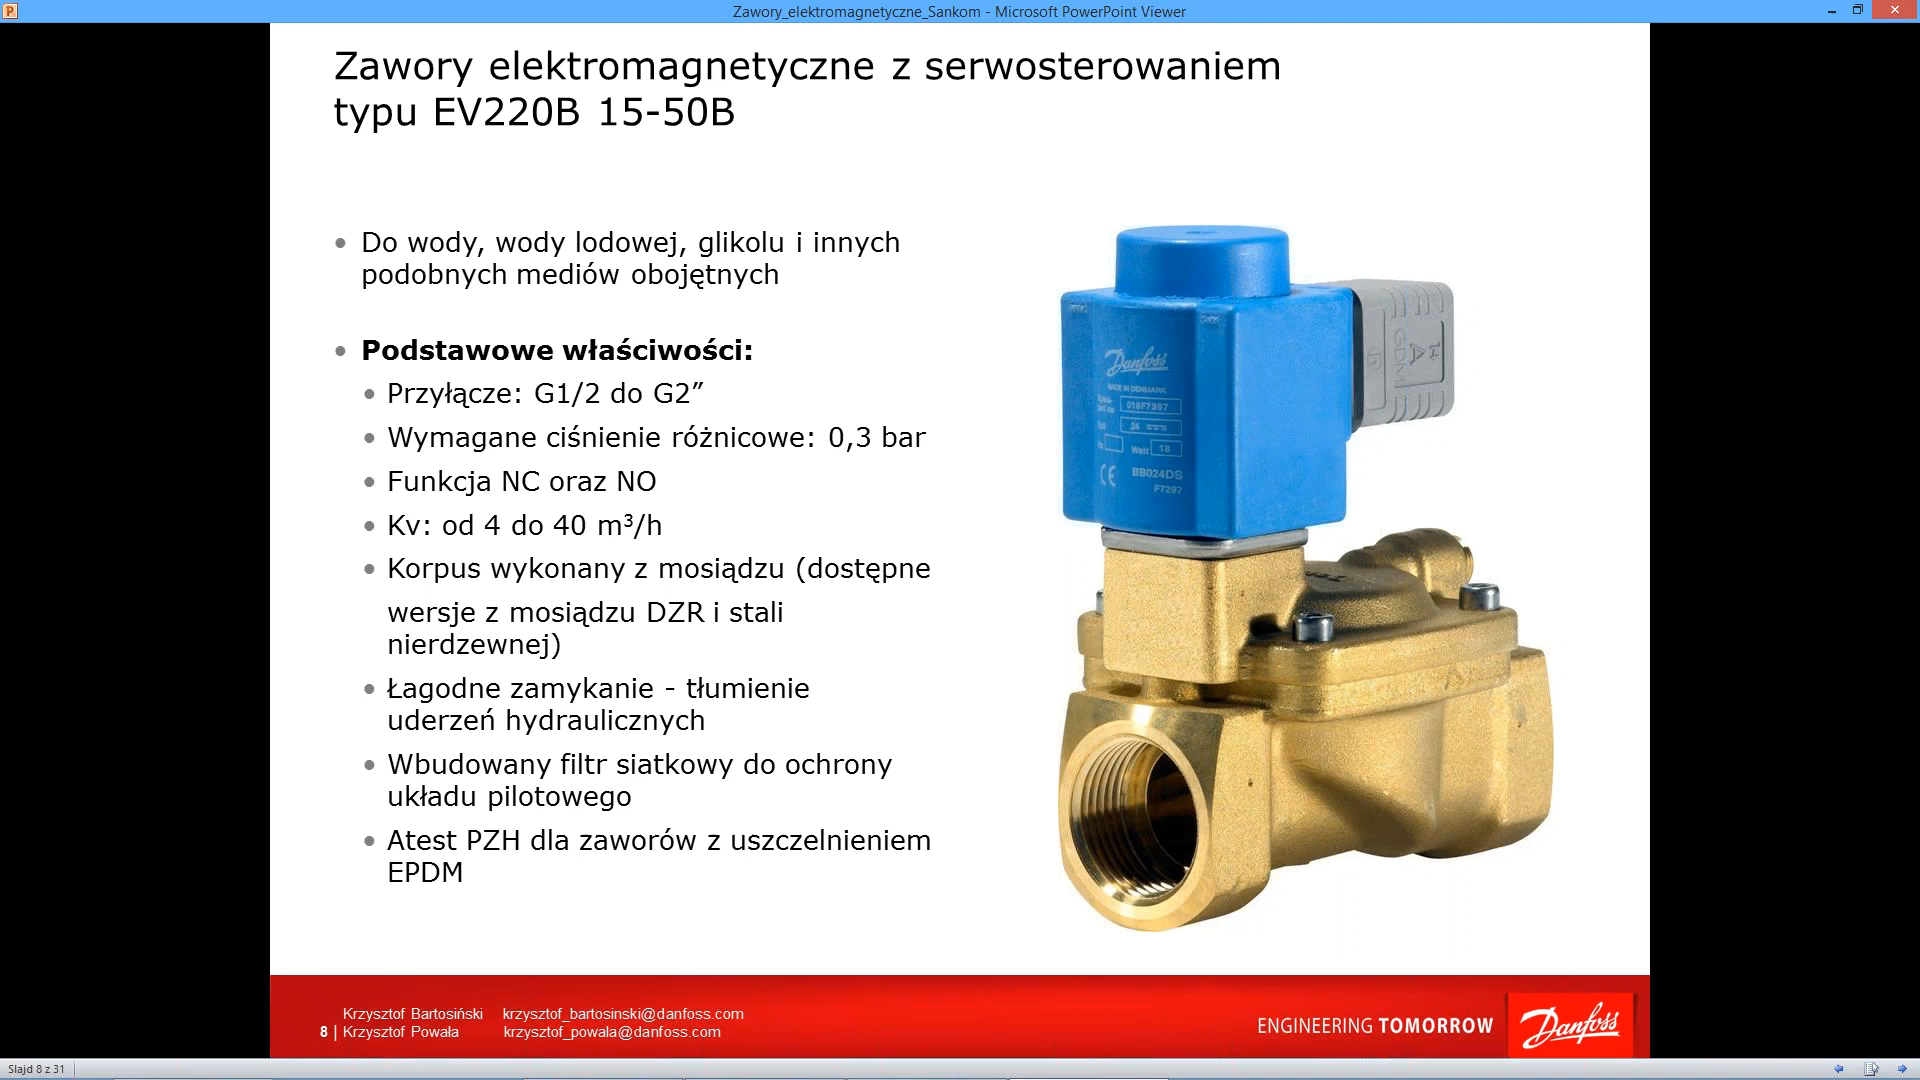 Zawory_elektromagnetyczne_Sankom - Microsoft PowerPoint Viewer
Zawory elektromagnetyczne z serwosterowaniem
typu EV220B 15-50B
• Do wody, wody lodowej, glikolu i innych
podobnych mediów obojętnych
• Podstawowe właściwości:
• Przyłącze: G1/2 do G2”
• Wymagane ciśnienie różnicowe: 0,3 bar
• Funkcja NC oraz NO
• Kv: od 4 do 40 m³/h
• Korpus wykonany z mosiądzu (dostępne
wersje z mosiądzu DZR i stali
nierdzewnej)
• Łagodne zamykanie - tłumienie
uderzeń hydraulicznych
• Wbudowany filtr siatkowy do ochrony
układu pilotowego
• Atest PZH dla zaworów z uszczelnieniem
EPDM
Danfoss
MADE IN DENMARK
018F7397
24
Watt 18
CE BB024DS
F7297
GDM
Krzysztof Bartosiński krzysztof_bartosinski@danfoss.com
8 | Krzysztof Powała krzysztof_powala@danfoss.com
ENGINEERING TOMORROW
Danfoss
Slajd 8 z 31